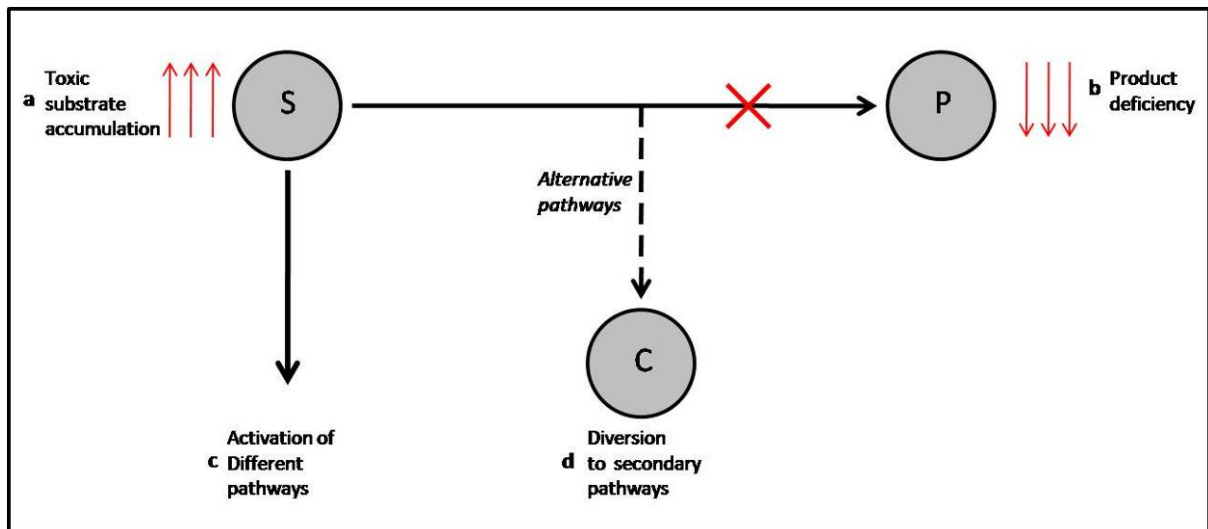 a Toxic
substrate
accumulation
S
P
b Product
deficiency
Alternative
pathways
C
Activation of
c Different
pathways
Diversion
d to secondary
pathways